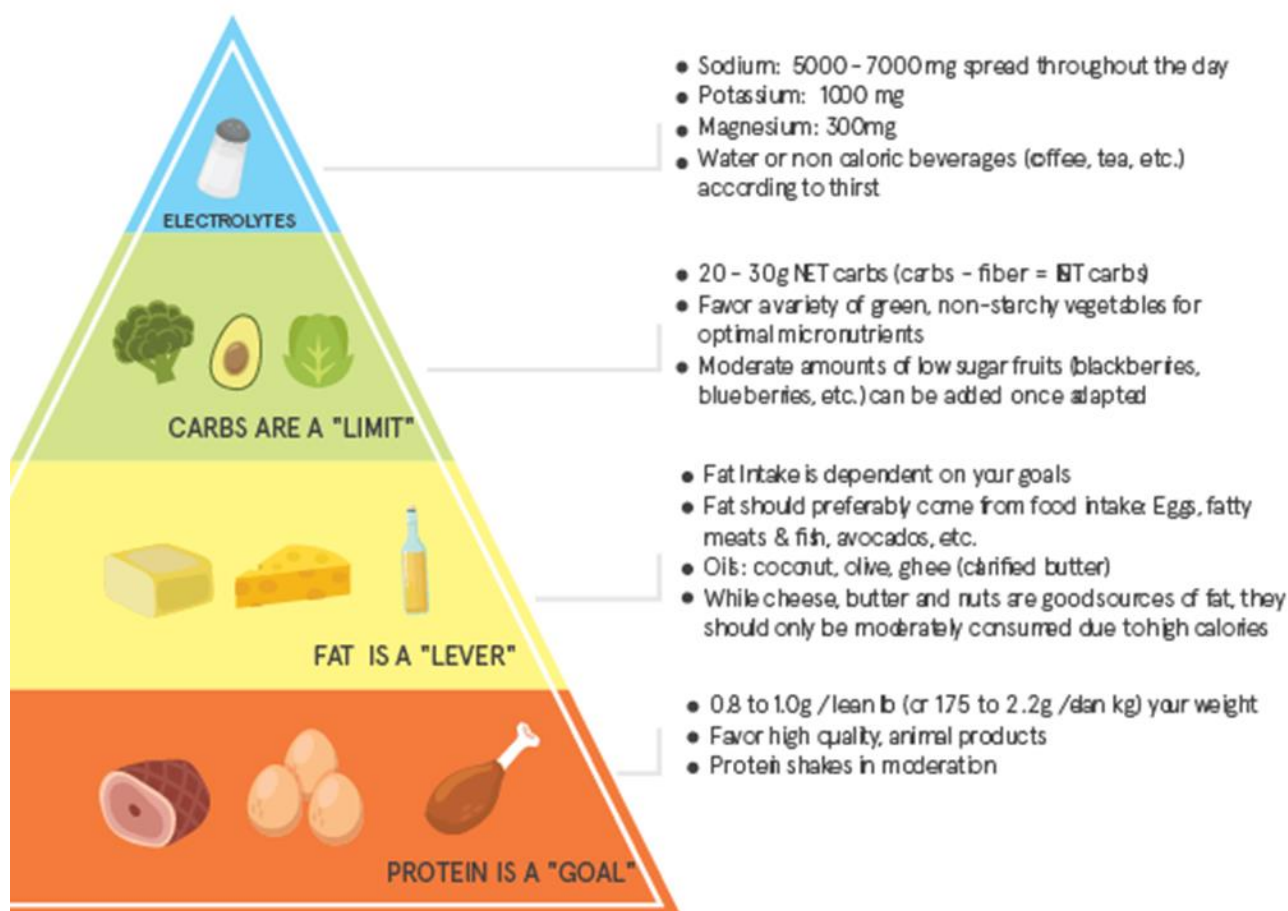 ELECTROLYTES
• Sodium: 5000 - 7000mg spread throughout the day
• Potassium: 1000 mg
• Magnesium: 300mg
• Water or non caloric beverages (coffee, tea, etc.)
according to thirst
CARBS ARE A "LIMIT"
• 20 - 30g NET carbs (carbs - fiber = NET carbs)
• Favor a variety of green, non-starchy vegetables for
optimal micronutrients
• Moderate amounts of low sugar fruits (blackberries,
blueberries, etc.) can be added once adapted
FAT IS A "LEVER"
• Fat Intake is dependent on your goals
• Fat should preferably come from food intake: Eggs, fatty
meats & fish, avocados, etc.
• Oils: coconut, olive, ghee (clarified butter)
• While cheese, butter and nuts are good sources of fat, they
should only be moderately consumed due to high calories
PROTEIN IS A "GOAL"
• 0.8 to 1.0g /lean lb (or 1.75 to 2.2g / kg) your weight
• Favor high quality, animal products
• Protein shakes in moderation